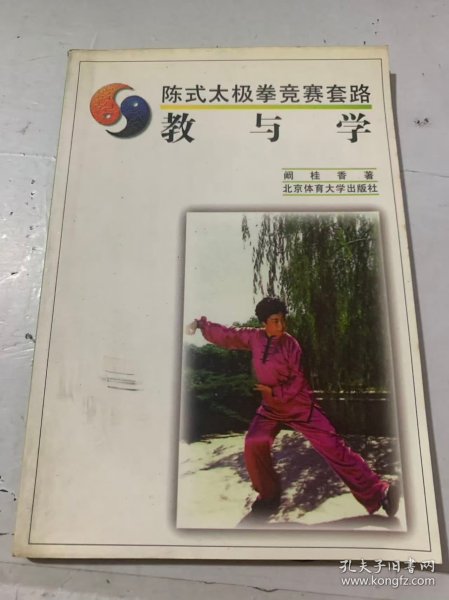 陈式太极拳竞赛套路
教与学
阚桂香著
北京体育大学出版社
孔夫子旧书网
www.kongfz.com